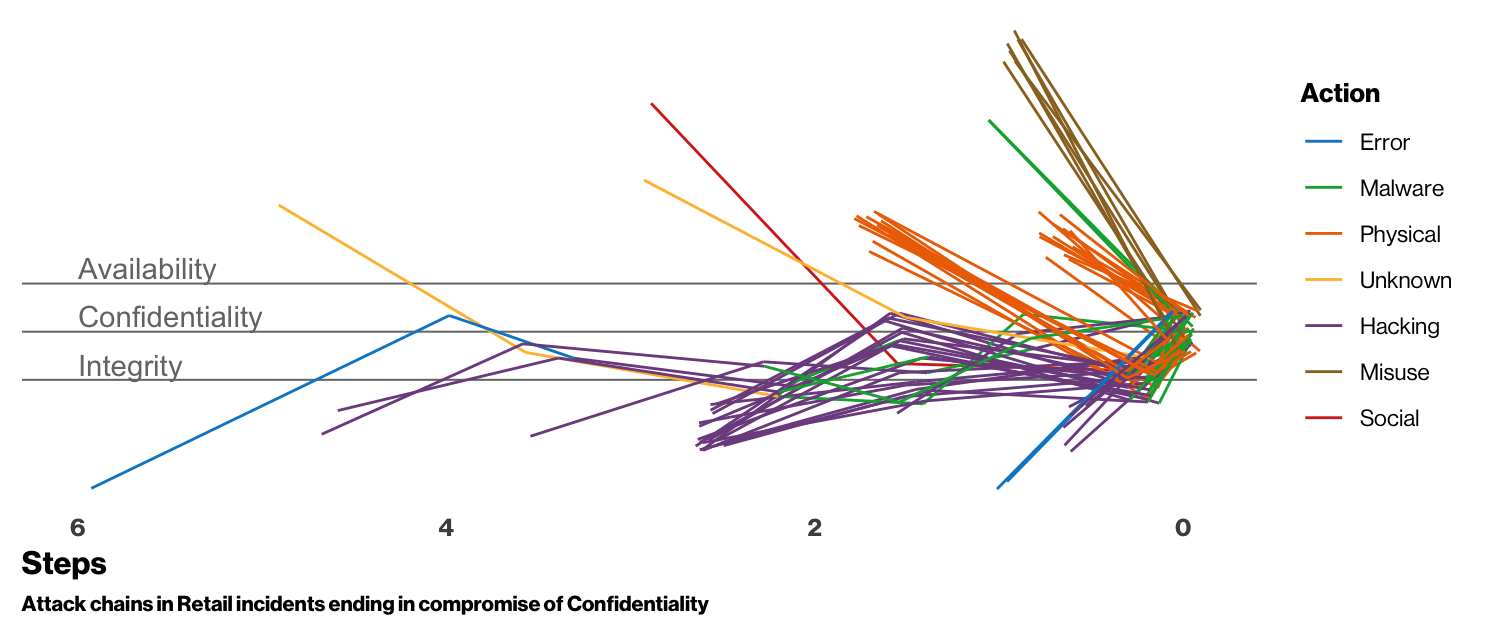 Availability
Confidentiality
Integrity
6 4 2 0
Steps
Attack chains in Retail incidents ending in compromise of Confidentiality
Action
Error
Malware
Physical
Unknown
Hacking
Misuse
Social